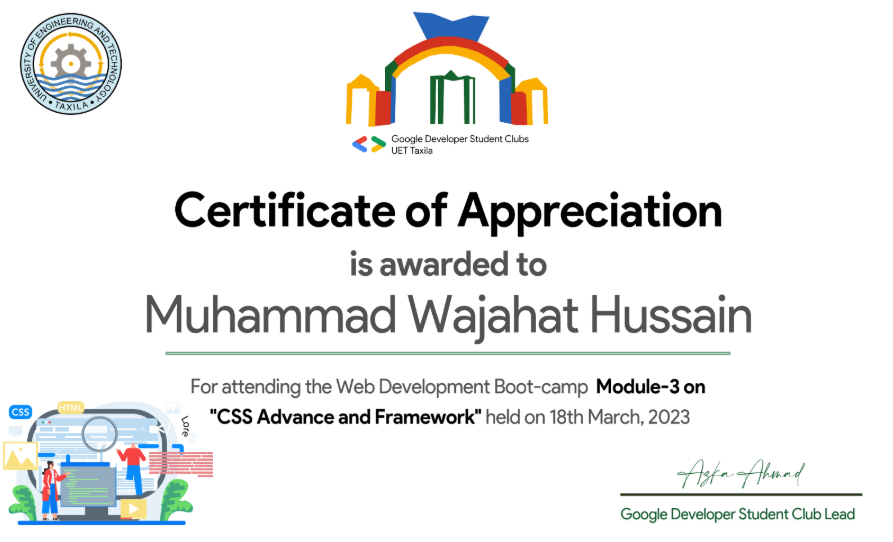 UNIVERSITY OF ENGINEERING AND TECHNOLOGY
• TAXILA •
Google Developer Student Clubs
UET Taxila
Certificate of Appreciation
is awarded to
Muhammad Wajahat Hussain
For attending the Web Development Boot-camp Module-3 on
"CSS Advance and Framework" held on 18th March, 2023
CSS
HTML
Lore
Azka Ahmad
Google Developer Student Club Lead